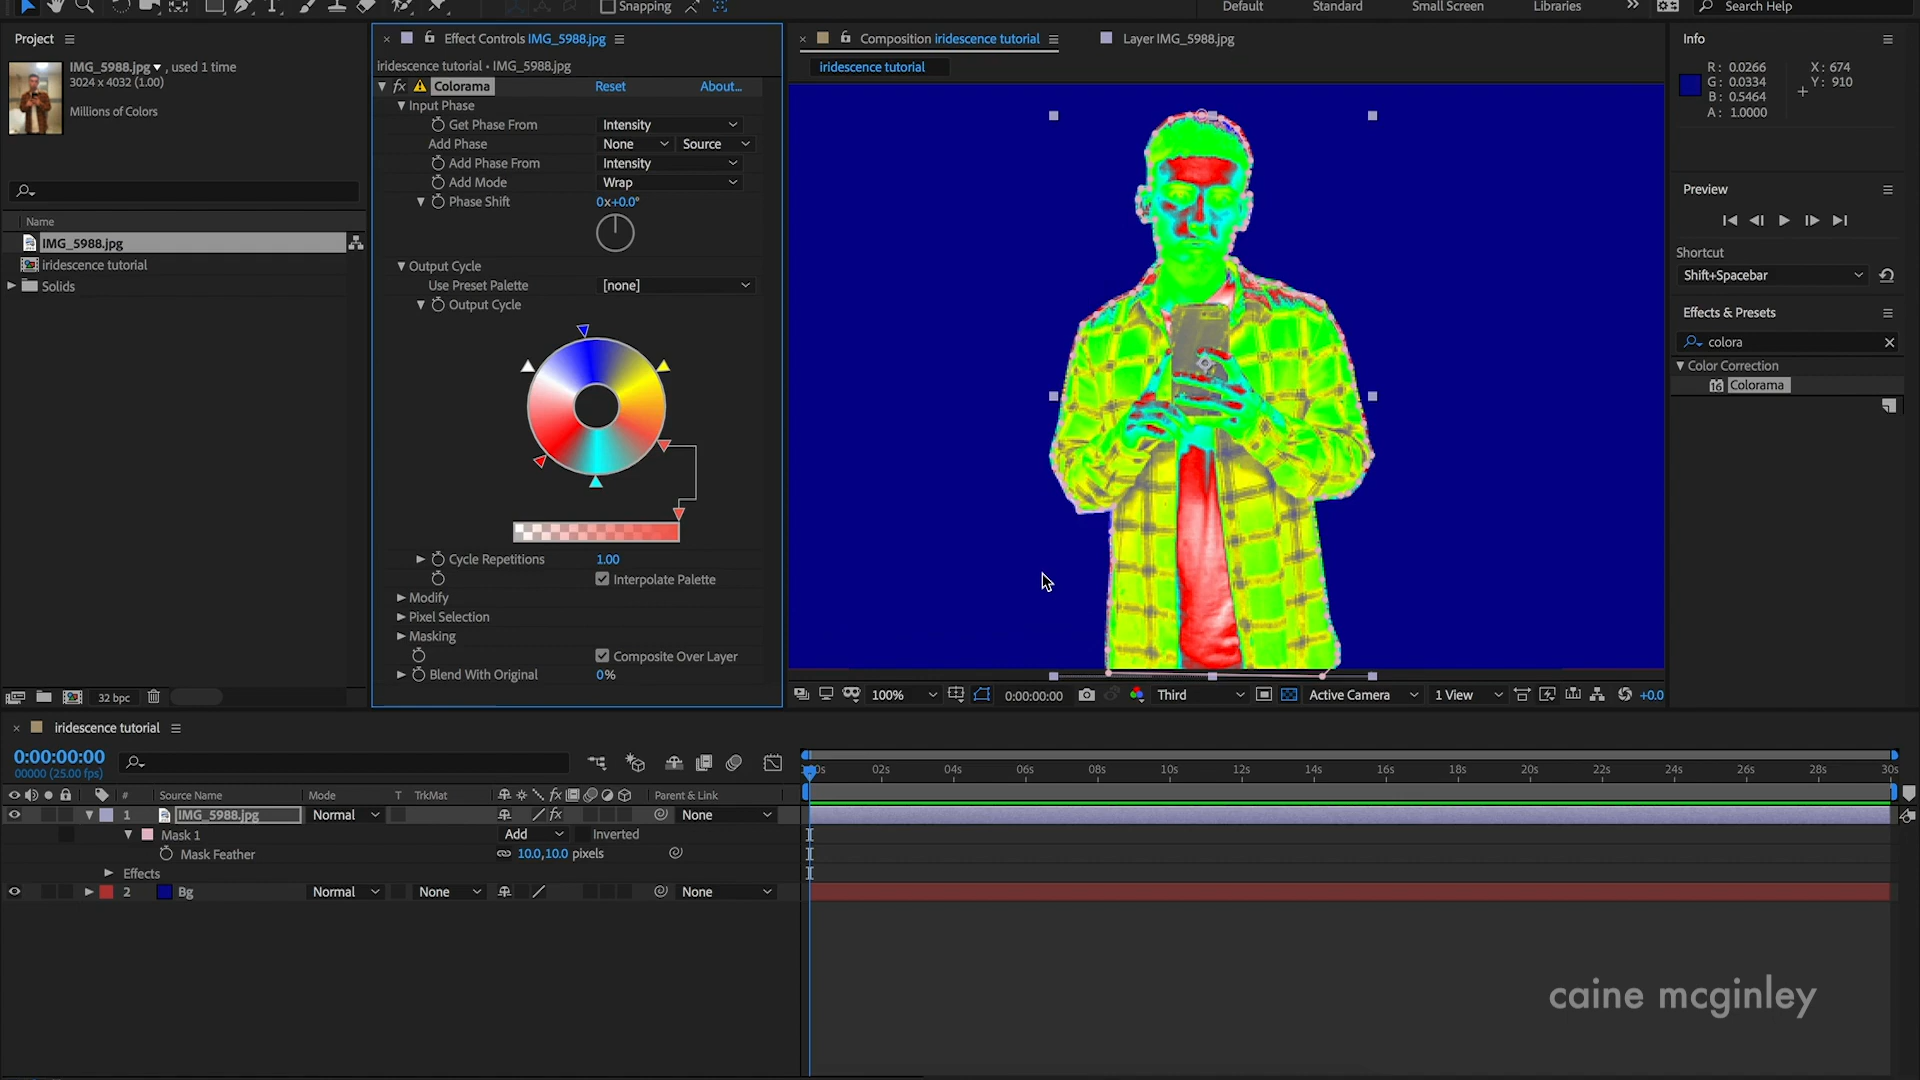 Snapping
Default
Standard
Small Screen
Libraries
Search Help
Project
IMG_5988.jpg , used 1 time
3024 x 4032 (1.00)
Millions of Colors
Name
IMG_5988.jpg
iridescence tutorial
Solids
32 bpc
Effect Controls IMG_5988.jpg
iridescence tutorial • IMG_5988.jpg
fx Colorama Reset About...
Input Phase
Get Phase From Intensity
Add Phase None Source
Add Phase From Intensity
Add Mode Wrap
Phase Shift 0x+0.0°
Output Cycle
Use Preset Palette [none]
Output Cycle
Cycle Repetitions 1.00
Interpolate Palette
Modify
Pixel Selection
Masking
Composite Over Layer
Blend With Original 0%
Composition iridescence tutorial
Layer IMG_5988.jpg
iridescence tutorial
100% 0:00:00:00 Third Active Camera 1 View +0.0
Info
R: 0.0266 X: 674
G: 0.0334 Y: 910
B: 0.5464
A: 1.0000
Preview
Shortcut
Shift+Spacebar
Effects & Presets
colora
Color Correction
16 Colorama
iridescence tutorial
0:00:00:00
00000 (25.00 fps)
02s 04s 06s 08s 10s 12s 14s 16s 18s 20s 22s 24s 26s 28s 30s
# Source Name Mode T TrkMat fx Parent & Link
1 IMG_5988.jpg Normal fx None
Mask 1 Add Inverted
Mask Feather 10.0,10.0 pixels
Effects
2 Bg Normal None None
caine mcginley